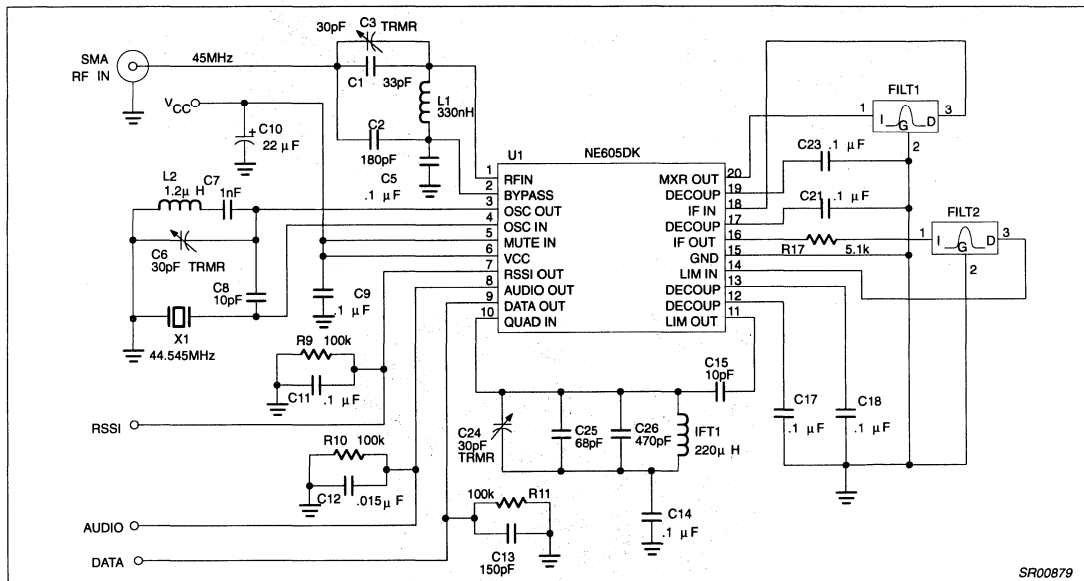 30pF C3 TRMR
SMA
RF IN
45MHz
C1 33pF
L1
330nH
VCC
C10
22 µF
C2
180pF
C5
.1 µF
L2
1.2µ H
C7
1nF
C6
30pF TRMR
C8
10pF
X1
44.545MHz
C9
.1 µF
U1 NE605DK
1 RFIN
2 BYPASS
3 OSC OUT
4 OSC IN
5 MUTE IN
6 VCC
7 RSSI OUT
8 AUDIO OUT
9 DATA OUT
10 QUAD IN
MXR OUT 20
DECOUP 19
IF IN 18
DECOUP 17
IF OUT 16
GND 15
LIM IN 14
DECOUP 13
DECOUP 12
LIM OUT 11
FILT1
1 I G D 3
2
C23 .1 µF
C21 .1 µF
FILT2
1 I G D 3
2
R17 5.1k
R9 100k
C11 .1 µF
RSSI
R10 100k
C12 .015µ F
AUDIO
100k R11
C13
150pF
DATA
C24
30pF
TRMR
C25
68pF
C26
470pF
IFT1
220µ H
C15
10pF
C14
.1 µF
C17
.1 µF
C18
.1 µF
SR00879